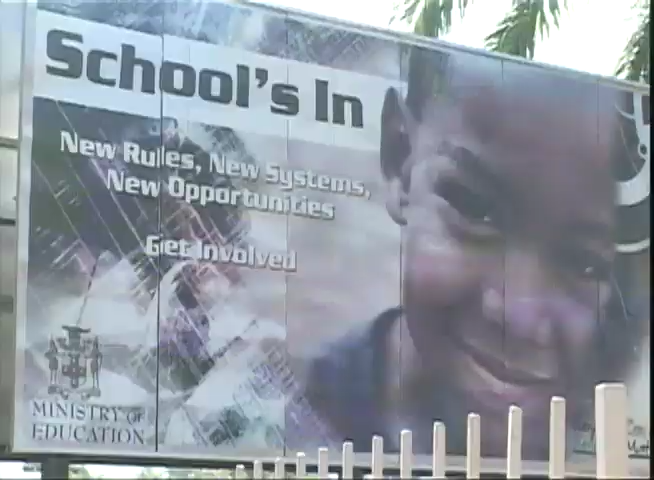 School's In
New Rules, New Systems,
New Opportunities
Get Involved
MINISTRY OF
EDUCATION